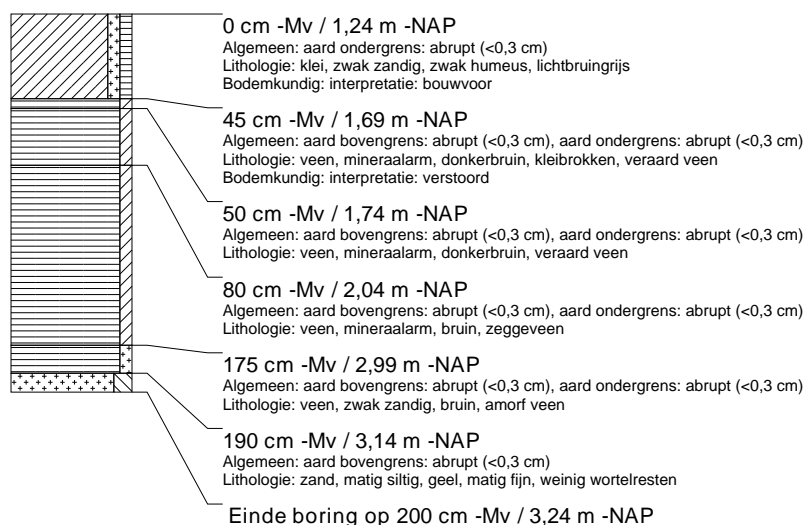 0 cm -Mv / 1,24 m -NAP
Algemeen: aard ondergrens: abrupt (<0,3 cm)
Lithologie: klei, zwak zandig, zwak humeus, lichtbruingrijs
Bodemkundig: interpretatie: bouwvoor
45 cm -Mv / 1,69 m -NAP
Algemeen: aard bovengrens: abrupt (<0,3 cm), aard ondergrens: abrupt (<0,3 cm)
Lithologie: veen, mineraalarm, donkerbruin, kleibrokken, veraard veen
Bodemkundig: interpretatie: verstoord
50 cm -Mv / 1,74 m -NAP
Algemeen: aard bovengrens: abrupt (<0,3 cm), aard ondergrens: abrupt (<0,3 cm)
Lithologie: veen, mineraalarm, donkerbruin, veraard veen
80 cm -Mv / 2,04 m -NAP
Algemeen: aard bovengrens: abrupt (<0,3 cm), aard ondergrens: abrupt (<0,3 cm)
Lithologie: veen, mineraalarm, bruin, zeggeveen
175 cm -Mv / 2,99 m -NAP
Algemeen: aard bovengrens: abrupt (<0,3 cm), aard ondergrens: abrupt (<0,3 cm)
Lithologie: veen, zwak zandig, bruin, amorf veen
190 cm -Mv / 3,14 m -NAP
Algemeen: aard bovengrens: abrupt (<0,3 cm)
Lithologie: zand, matig siltig, geel, matig fijn, weinig wortelresten
Einde boring op 200 cm -Mv / 3,24 m -NAP